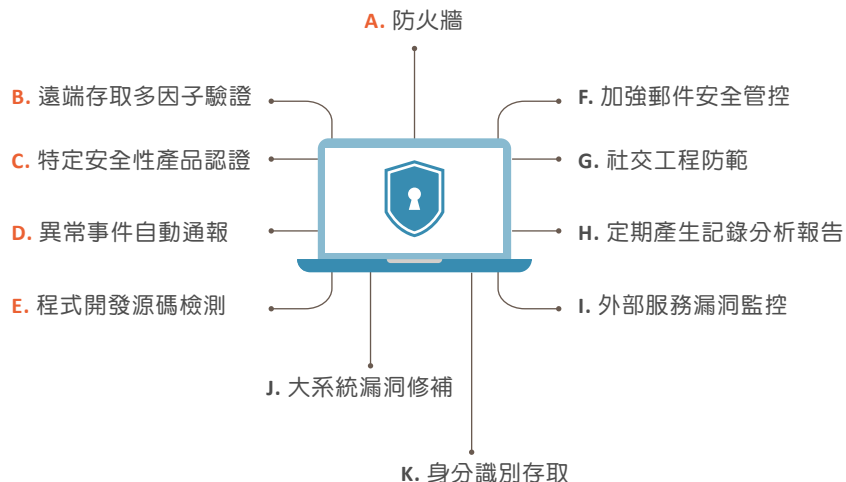 A. 防火牆
B. 遠端存取多因子驗證
C. 特定安全性產品認證
D. 異常事件自動通報
E. 程式開發源碼檢測
F. 加強郵件安全管控
G. 社交工程防範
H. 定期產生記錄分析報告
I. 外部服務漏洞監控
J. 大系統漏洞修補
K. 身分識別存取